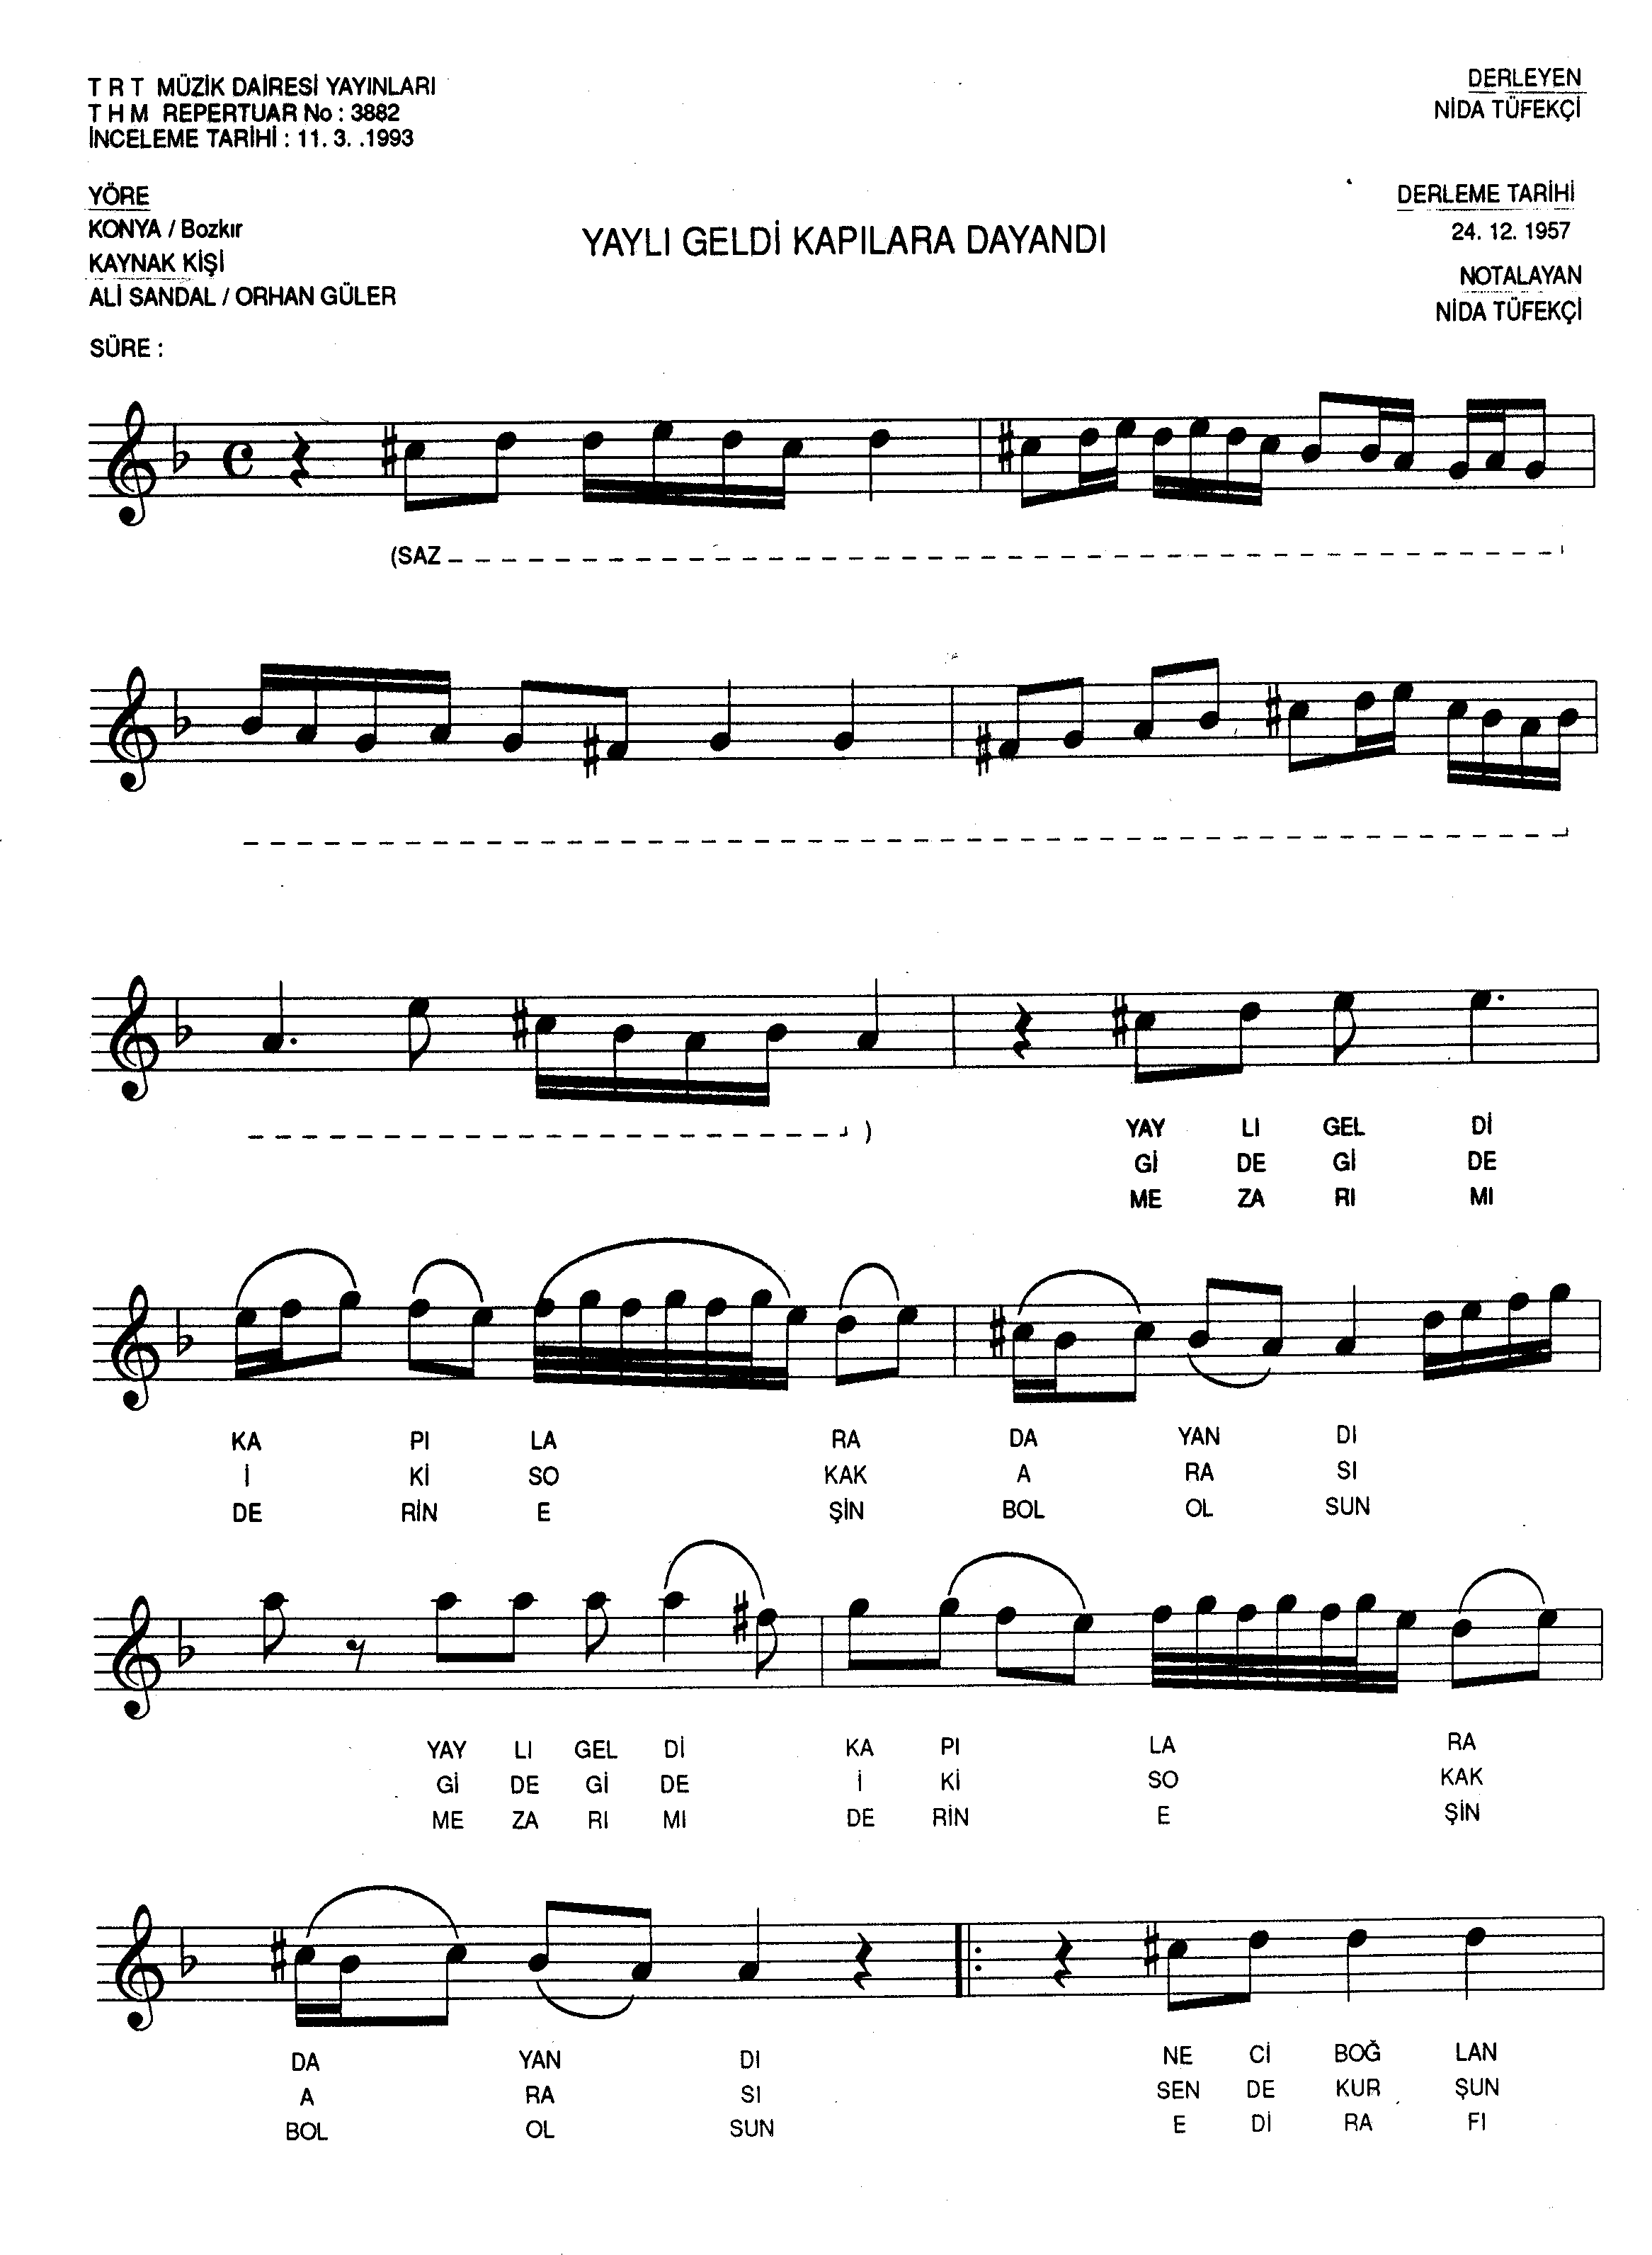 T R T MÜZİK DAİRESİ YAYINLARI
T H M REPERTUAR No : 3882
İNCELEME TARİHİ : 11. 3. .1993
DERLEYEN
NİDA TÜFEKÇİ
YÖRE
KONYA / Bozkır
KAYNAK KİŞİ
ALİ SANDAL / ORHAN GÜLER
SÜRE :
YAYLI GELDİ KAPILARA DAYANDI
DERLEME TARİHİ
24. 12. 1957
NOTALAYAN
NİDA TÜFEKÇİ
(SAZ
)
YAY LI GEL Dİ
Gİ DE Gİ DE
ME ZA RI MI
KA PI LA RA DA YAN DI
İ Kİ SO KAK A RA SI
DE RİN E ŞİN BOL OL SUN
YAY LI GEL Dİ KA PI LA RA
Gİ DE Gİ DE İ Kİ SO KAK
ME ZA RI MI DE RİN E ŞİN
DA YAN DI NE Cİ BOĞ LAN
A RA SI SEN DE KUR ŞUN
BOL OL SUN E Dİ RA FI